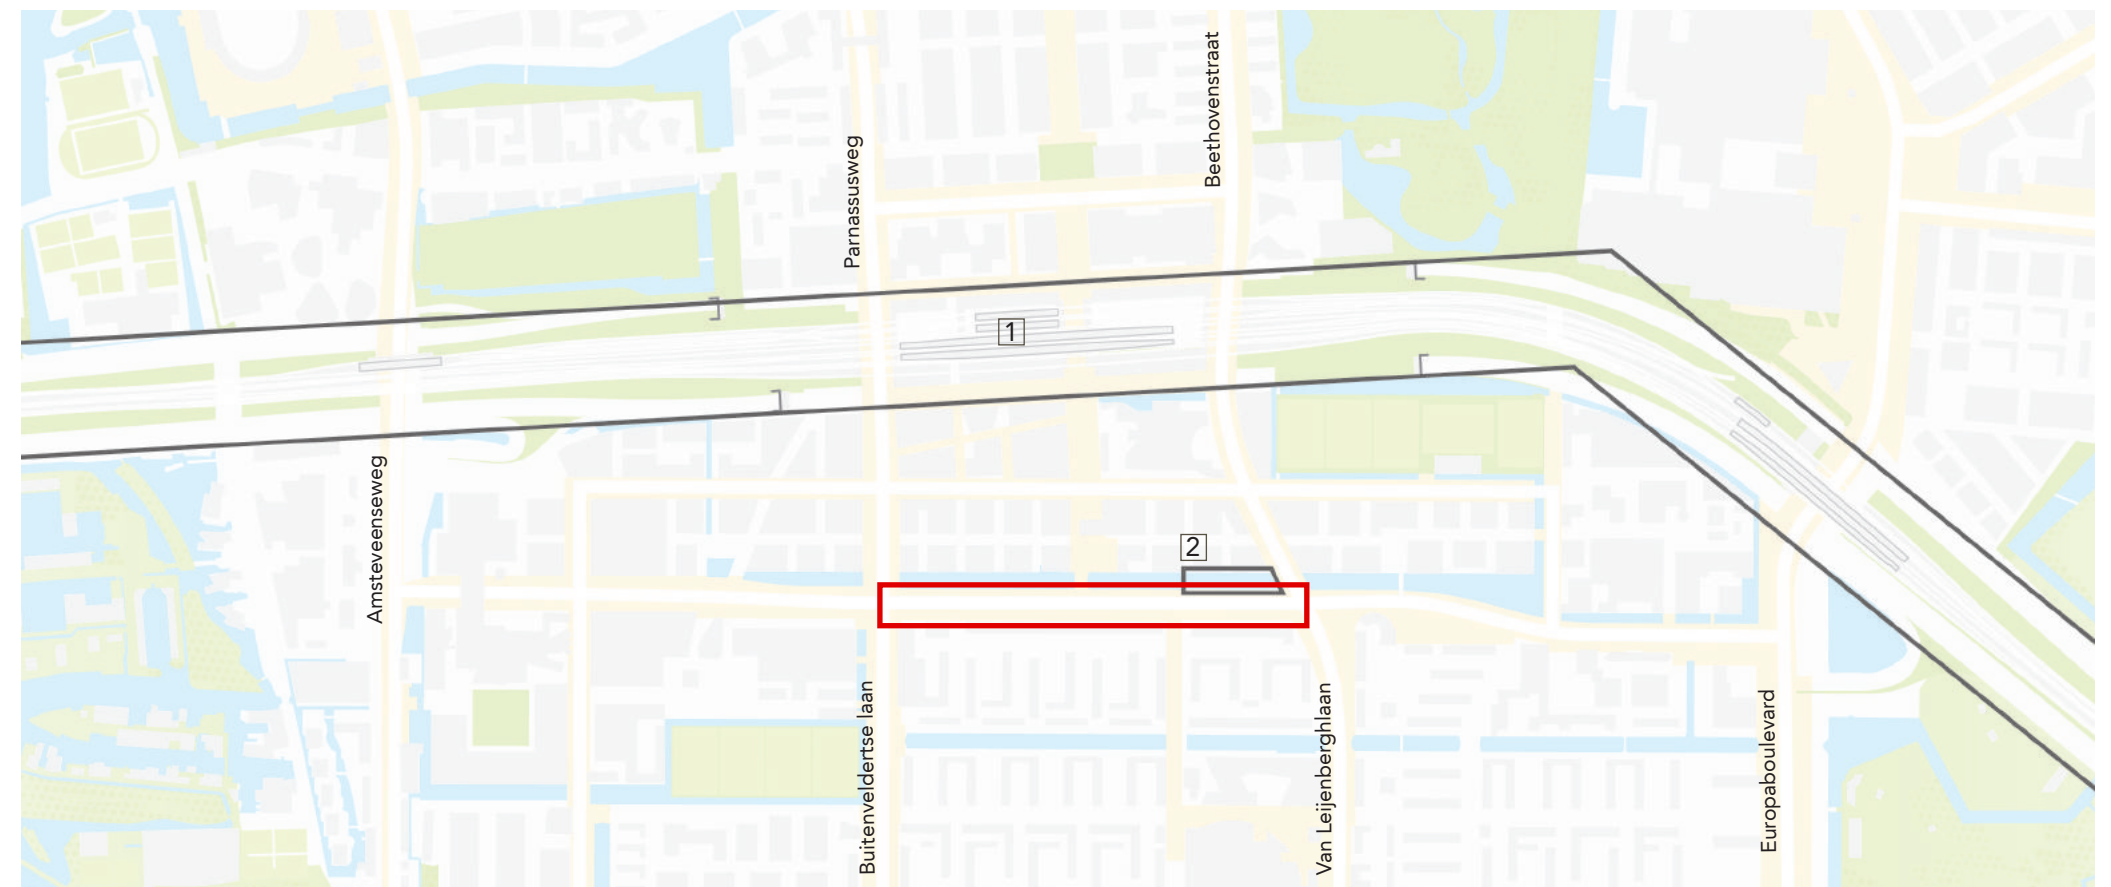 Beethovenstraat
Parnassusweg
1
Amsteveenseweg
2
Buitenveldertse laan
Van Leijenberghlaan
Europaboulevard